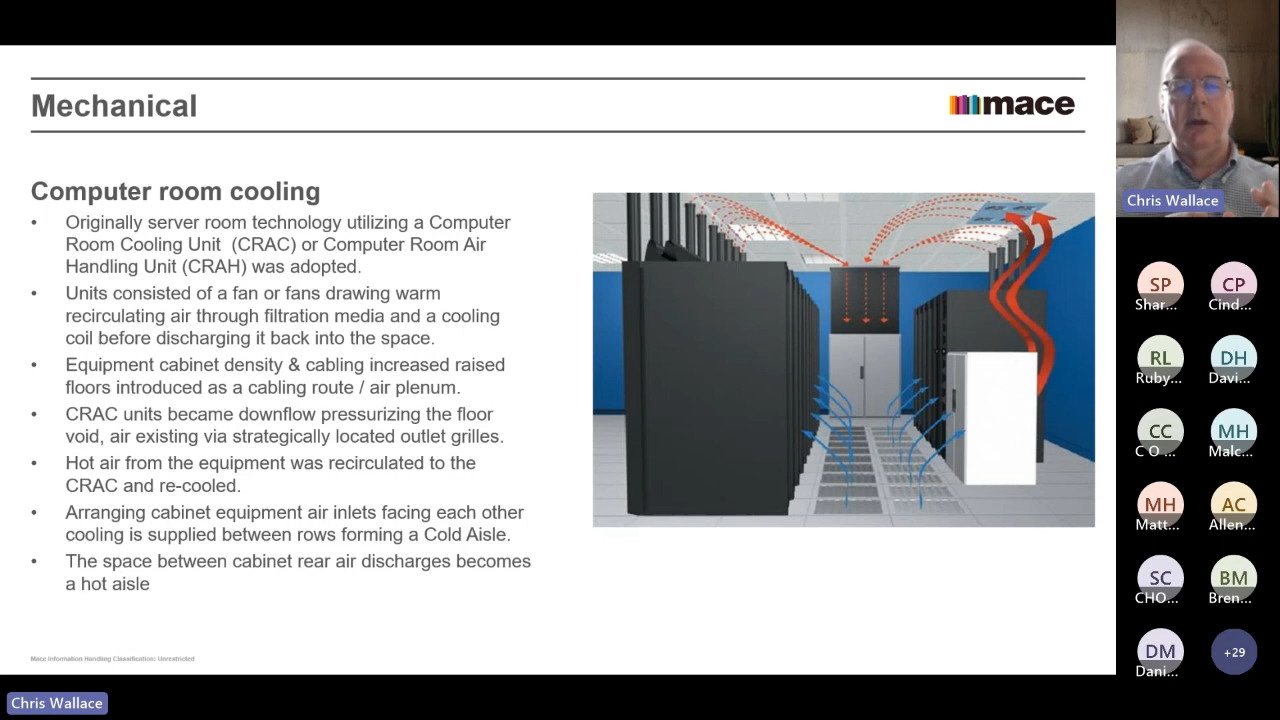 Mechanical
mace
Computer room cooling
• Originally server room technology utilizing a Computer
Room Cooling Unit (CRAC) or Computer Room Air
Handling Unit (CRAH) was adopted.
• Units consisted of a fan or fans drawing warm
recirculating air through filtration media and a cooling
coil before discharging it back into the space.
• Equipment cabinet density & cabling increased raised
floors introduced as a cabling route / air plenum.
• CRAC units became downflow pressurizing the floor
void, air existing via strategically located outlet grilles.
• Hot air from the equipment was recirculated to the
CRAC and re-cooled.
• Arranging cabinet equipment air inlets facing each other
cooling is supplied between rows forming a Cold Aisle.
• The space between cabinet rear air discharges becomes
a hot aisle
Mace Information Handling Classification: Unrestricted
Chris Wallace
Chris Wallace
SP CP
Shar... Cind...
RL DH
Ruby... Davi...
CC MH
C O ... Malc...
MH AC
Matt... Allen...
SC BM
CHO... Bren...
DM +29
Dani...